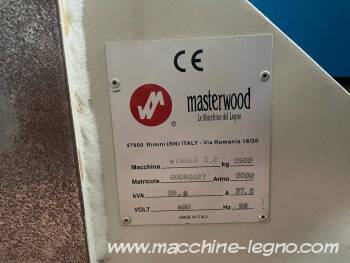 CE
masterwood
Le Macchine del Legno
47900 Rimini (RN) ITALY - Via Romania 18/20
Macchina WINNER 3.2 kg 2500
Matricola 00090027 Anno 2000
kVA 25.8 A 37.2
VOLT 400 Hz 50
MADE IN ITALY
www.macchine-legno.com